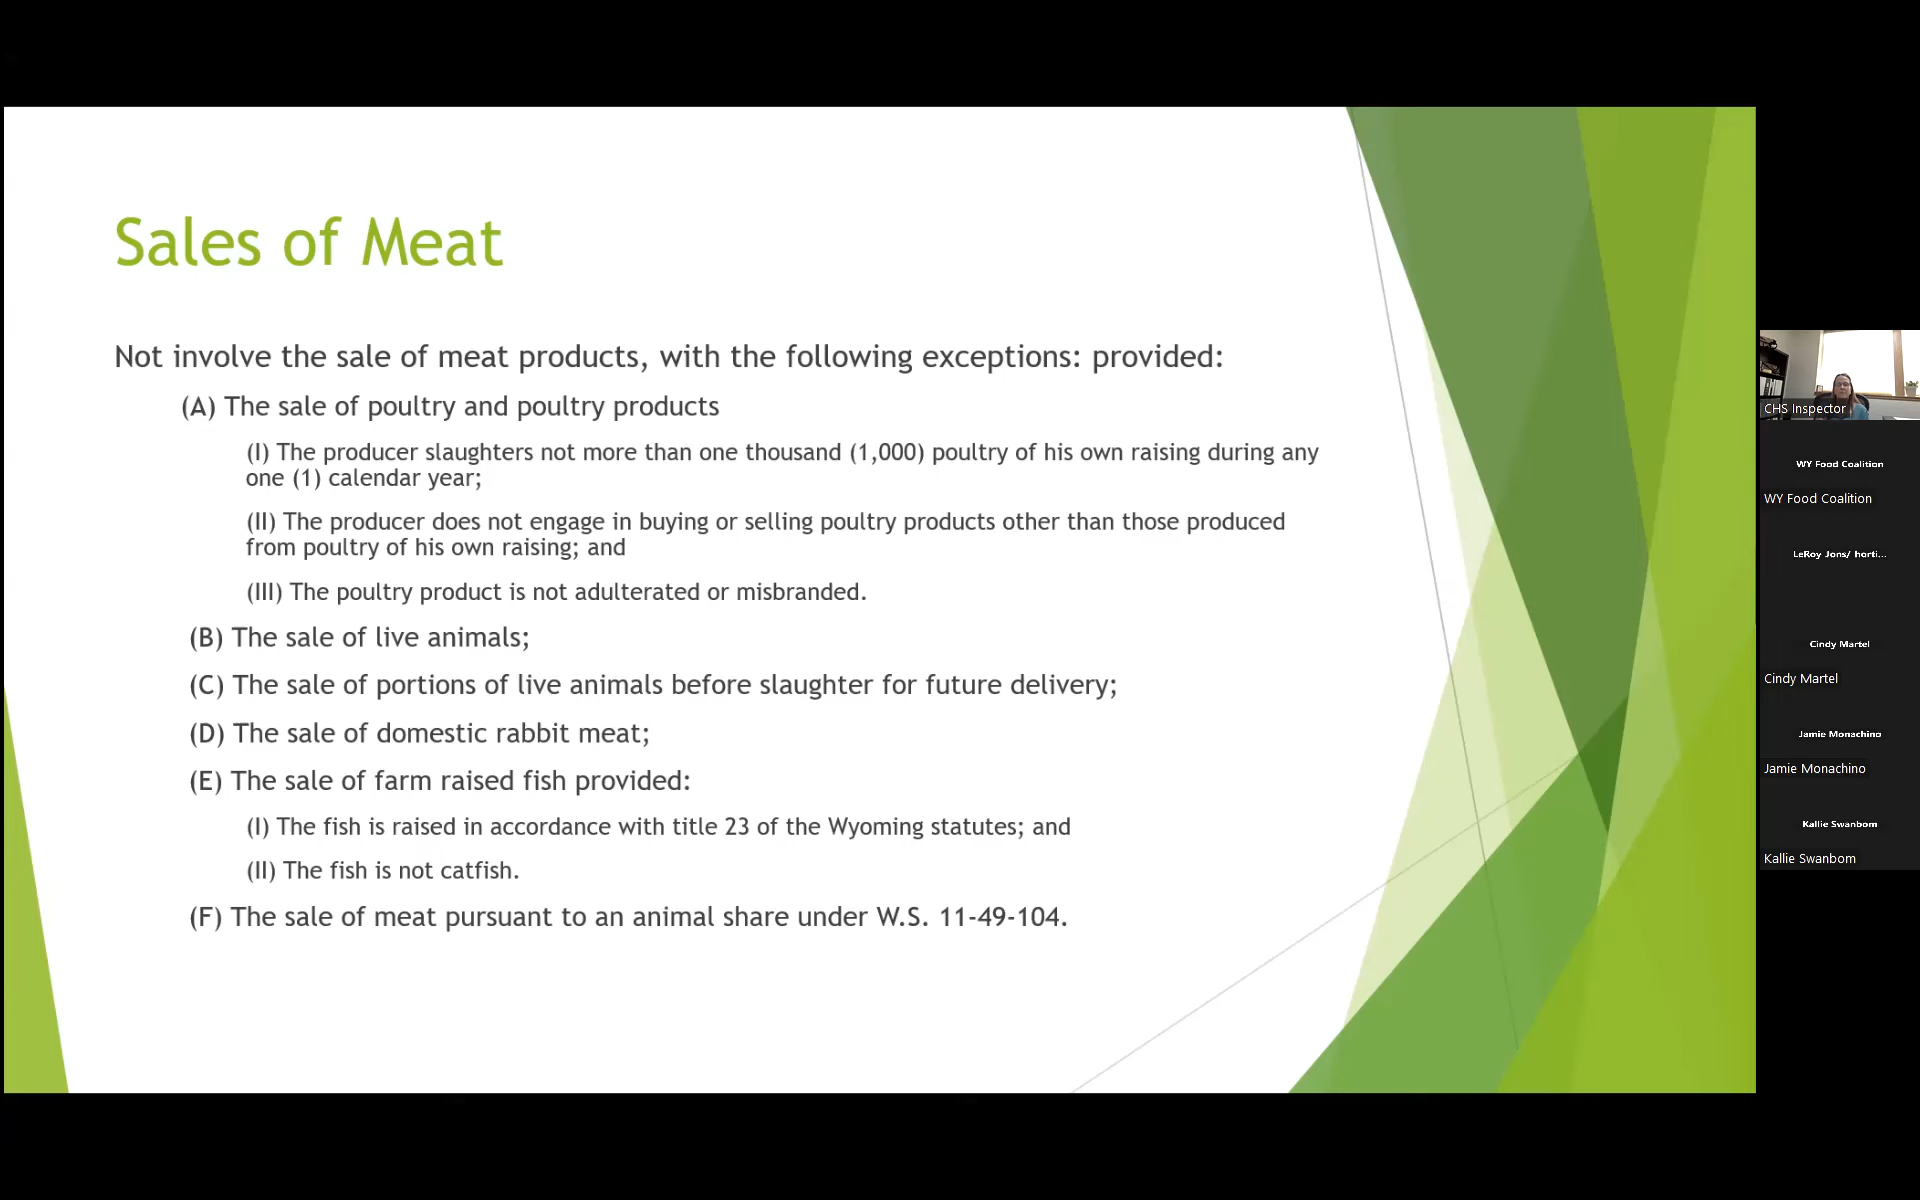 Sales of Meat
Not involve the sale of meat products, with the following exceptions: provided:
(A) The sale of poultry and poultry products
(I) The producer slaughters not more than one thousand (1,000) poultry of his own raising during any
one (1) calendar year;
(II) The producer does not engage in buying or selling poultry products other than those produced
from poultry of his own raising; and
(III) The poultry product is not adulterated or misbranded.
(B) The sale of live animals;
(C) The sale of portions of live animals before slaughter for future delivery;
(D) The sale of domestic rabbit meat;
(E) The sale of farm raised fish provided:
(I) The fish is raised in accordance with title 23 of the Wyoming statutes; and
(II) The fish is not catfish.
(F) The sale of meat pursuant to an animal share under W.S. 11-49-104.
CHS Inspector
WY Food Coalition
WY Food Coalition
LeRoy Jons/ horti...
Cindy Martel
Cindy Martel
Jamie Monachino
Jamie Monachino
Kallie Swanbom
Kallie Swanbom